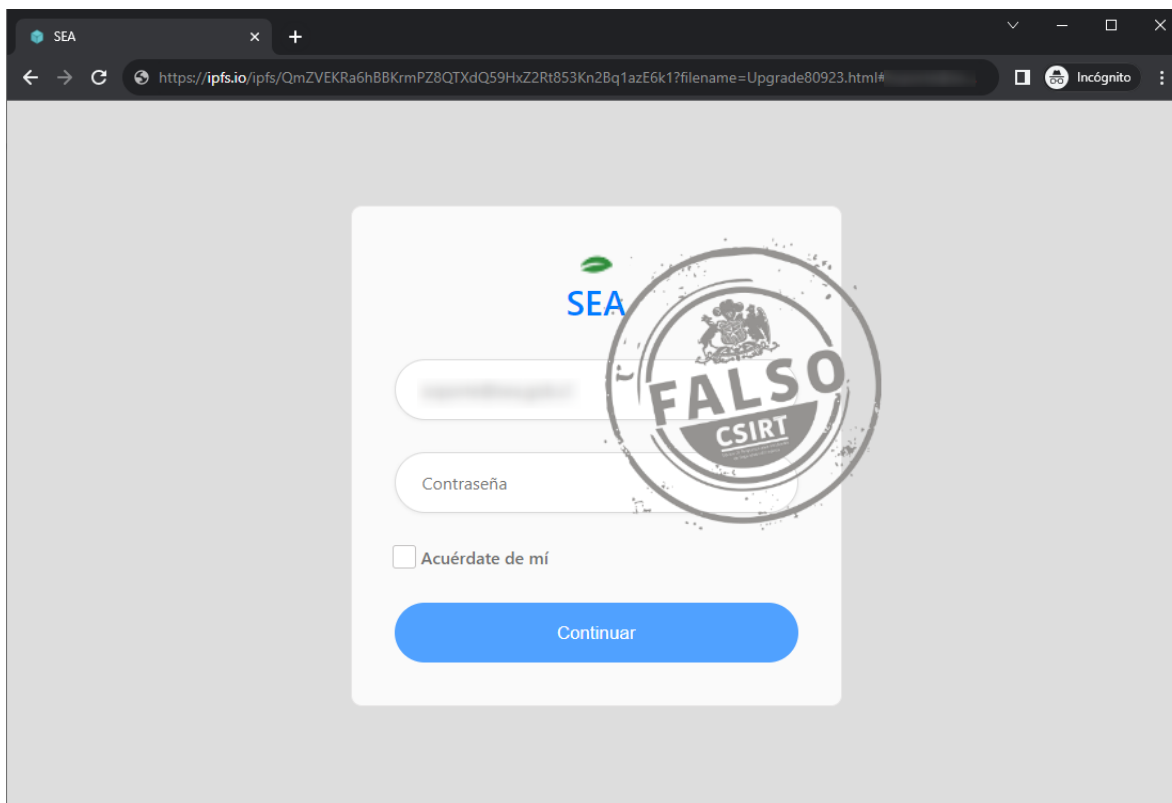 SEA
https://ipfs.io/ipfs/QmZVEKRa6hBBKrmPZ8QTXdQ59HxZ2Rt853Kn2Bq1azE6k1?filename=Upgrade80923.html#
Incógnito
SEA
FALSO
CSIRT
Contraseña
Acuérdate de mí
Continuar